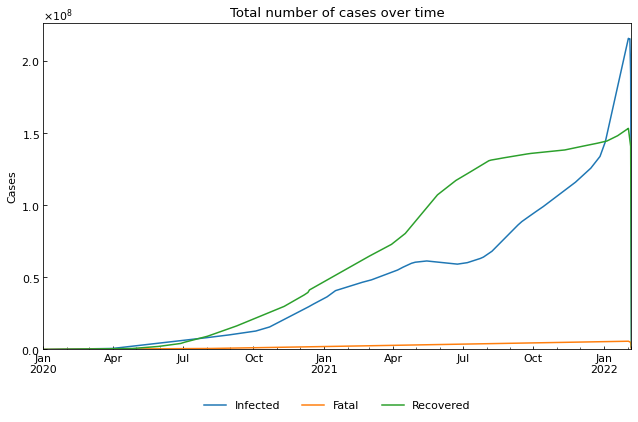 Total number of cases over time
×10⁸
2.0
1.5
1.0
0.5
0.0
Cases
Jan Apr Jul Oct Jan Apr Jul Oct Jan
2020 2021 2022
Infected Fatal Recovered